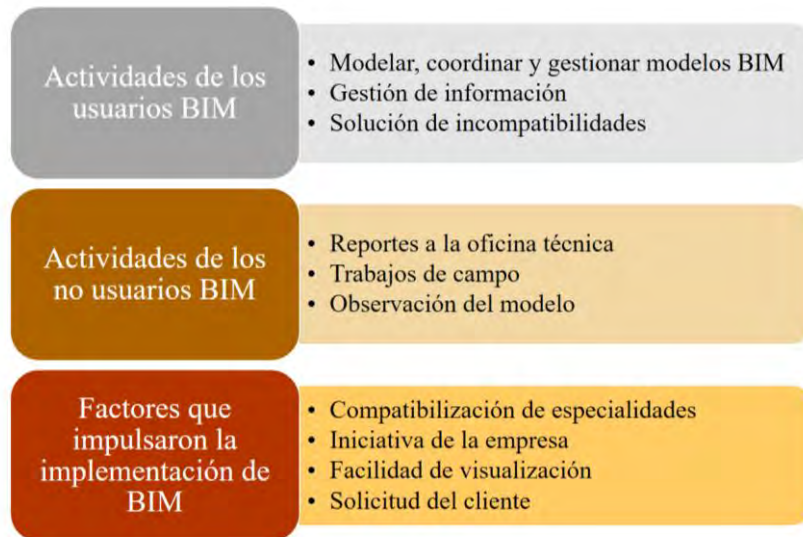 Actividades de los
usuarios BIM
• Modelar, coordinar y gestionar modelos BIM
• Gestión de información
• Solución de incompatibilidades
Actividades de los
no usuarios BIM
• Reportes a la oficina técnica
• Trabajos de campo
• Observación del modelo
Factores que
impulsaron la
implementación de
BIM
• Compatibilización de especialidades
• Iniciativa de la empresa
• Facilidad de visualización
• Solicitud del cliente